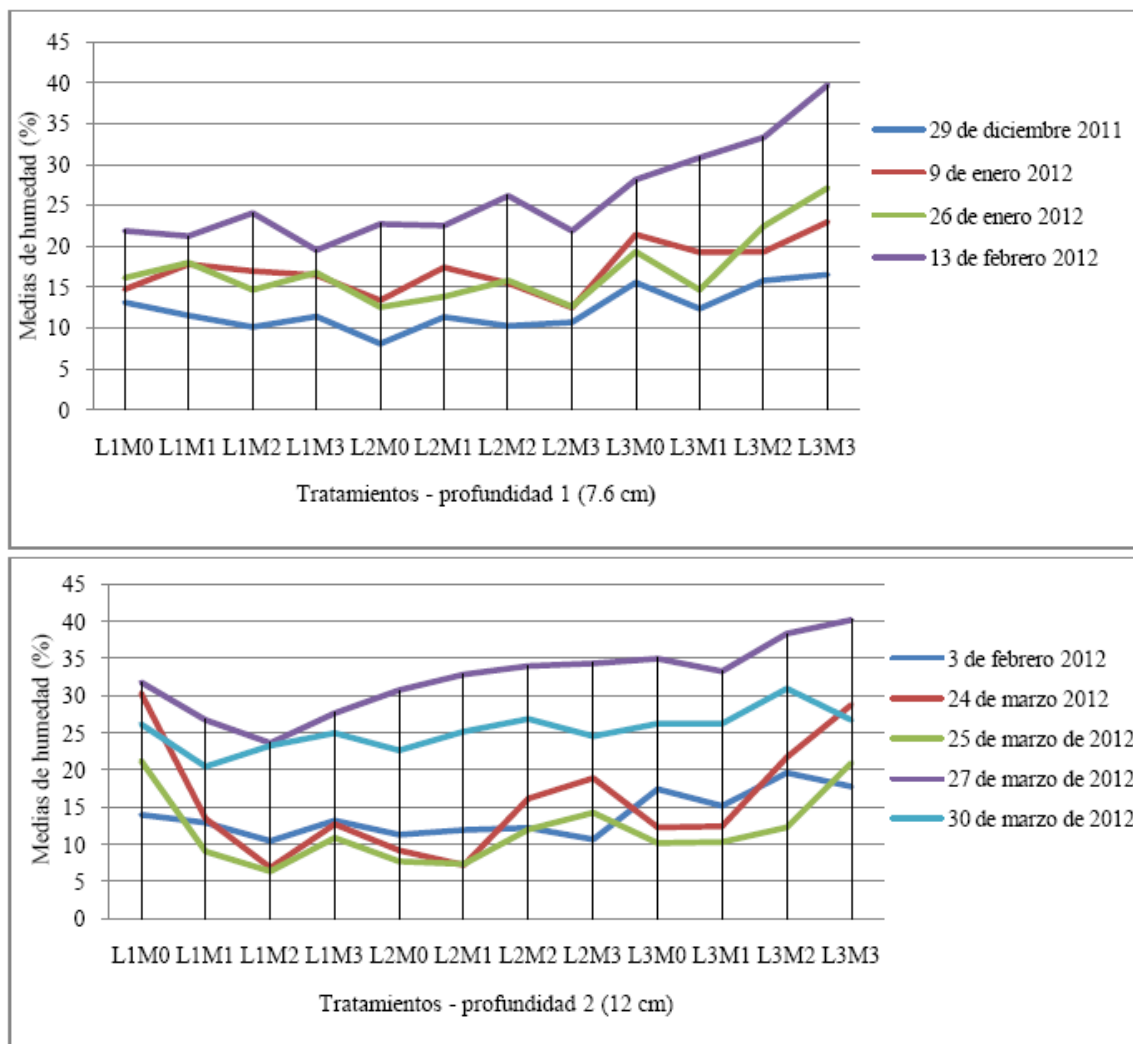 Medias de humedad (%)
45
40
35
30
25
20
15
10
5
0
L1M0 L1M1 L1M2 L1M3 L2M0 L2M1 L2M2 L2M3 L3M0 L3M1 L3M2 L3M3
Tratamientos - profundidad 1 (7.6 cm)
29 de diciembre 2011
9 de enero 2012
26 de enero 2012
13 de febrero 2012
Medias de humedad (%)
45
40
35
30
25
20
15
10
5
0
L1M0 L1M1 L1M2 L1M3 L2M0 L2M1 L2M2 L2M3 L3M0 L3M1 L3M2 L3M3
Tratamientos - profundidad 2 (12 cm)
3 de febrero 2012
24 de marzo 2012
25 de marzo de 2012
27 de marzo de 2012
30 de marzo de 2012